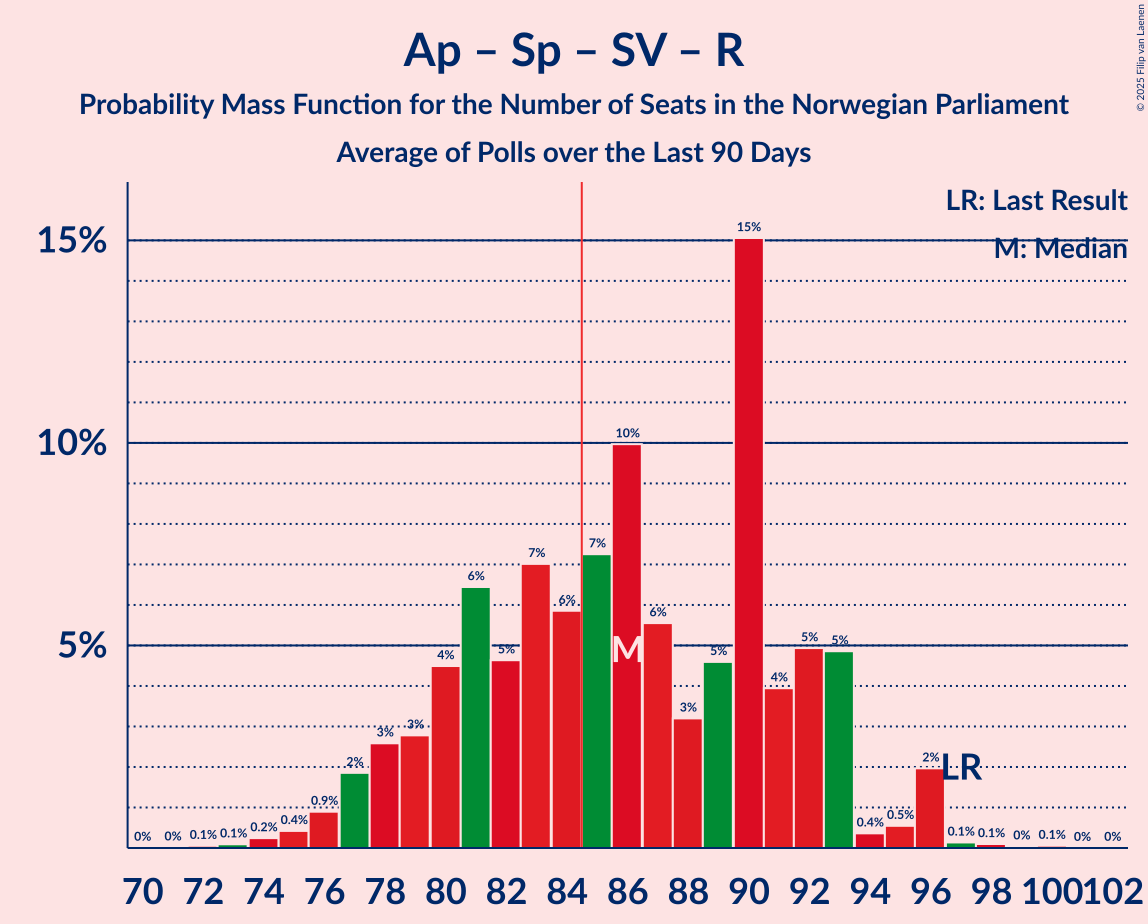 Ap – Sp – SV – R
Probability Mass Function for the Number of Seats in the Norwegian Parliament
Average of Polls over the Last 90 Days
© 2025 Filip van Laenen
LR: Last Result
M: Median
15%
10%
5%
0% 0% 0.1% 0.1% 0.2% 0.4% 0.9% 2% 3% 3% 4% 6% 5% 7% 6% 7% 10% 6% 3% 5% 15% 4% 5% 5% 0.4% 0.5% 2% 0.1% 0.1% 0% 0.1% 0% 0%
M
LR
70 72 74 76 78 80 82 84 86 88 90 92 94 96 98 100 102